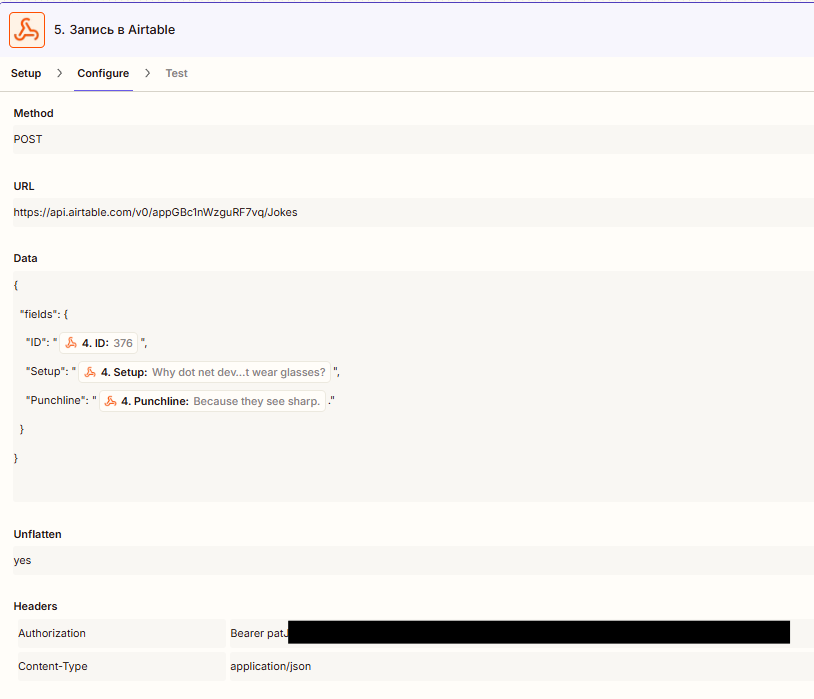 5. Запись в Airtable
Setup > Configure > Test
Method
POST
URL
https://api.airtable.com/v0/appGBc1nWzguRF7vq/Jokes
Data
{
"fields": {
"ID": " 4. ID: 376 ",
"Setup": " 4. Setup: Why dot net dev...t wear glasses? ",
"Punchline": " 4. Punchline: Because they see sharp. ."
}
}
Unflatten
yes
Headers
Authorization Bearer patJ
Content-Type application/json